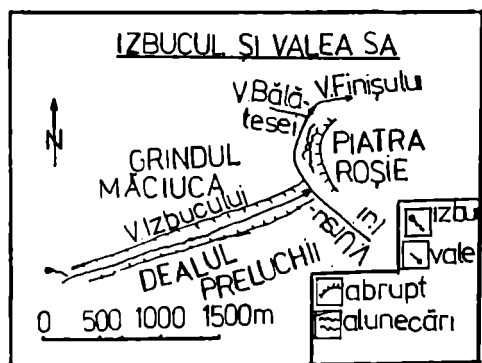 IZBUCUL ȘI VALEA SA
V.Bălă-
tesei
V.Finișului
N
PIATRA
ROȘIE
GRINDUL
MĂCIUCA
V.Izbucului
V.Ursu-
lui
DEALUL
PRELUCHII
izbu
vale
abrupt
alunecări
0 500 1000 1500m